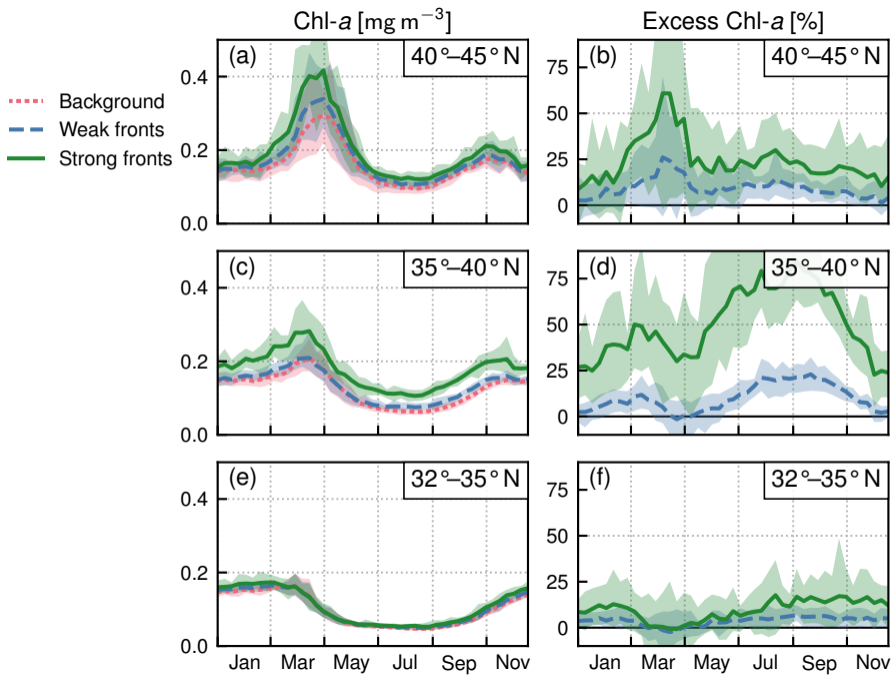 Chl-a [mg m⁻³]
Excess Chl-a [%]
Background
Weak fronts
Strong fronts
(a)
40°–45° N
0.4
0.2
0.0
(b)
40°–45° N
75
50
25
0
(c)
35°–40° N
0.4
0.2
0.0
(d)
35°–40° N
75
50
25
0
(e)
32°–35° N
0.4
0.2
0.0
Jan Mar May Jul Sep Nov
(f)
32°–35° N
75
50
25
0
Jan Mar May Jul Sep Nov